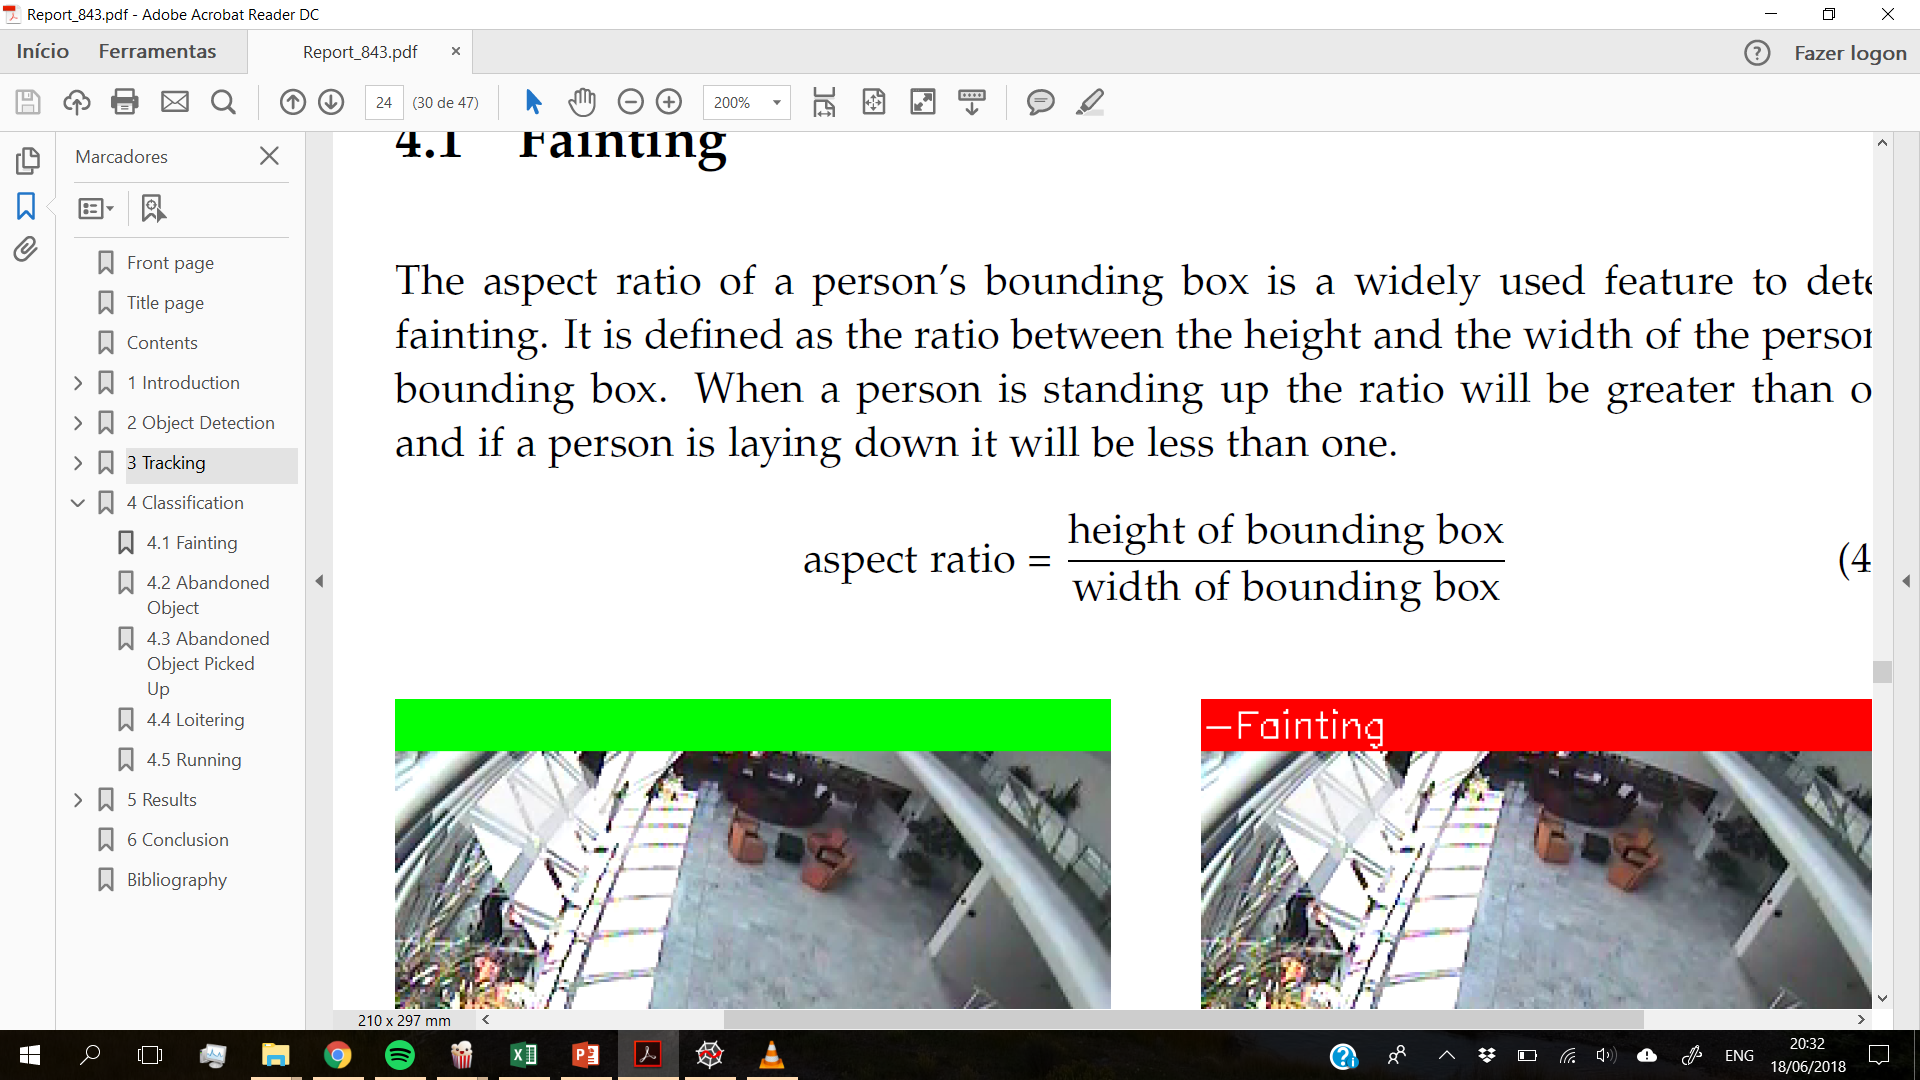 Report_843.pdf - Adobe Acrobat Reader DC
Início Ferramentas Report_843.pdf Fazer logon
24 (30 de 47) 200%
Marcadores
Front page
Title page
Contents
1 Introduction
2 Object Detection
3 Tracking
4 Classification
4.1 Fainting
4.2 Abandoned
Object
4.3 Abandoned
Object Picked
Up
4.4 Loitering
4.5 Running
5 Results
6 Conclusion
Bibliography
4.1 Fainting
The aspect ratio of a person's bounding box is a widely used feature to dete
fainting. It is defined as the ratio between the height and the width of the person
bounding box. When a person is standing up the ratio will be greater than o
and if a person is laying down it will be less than one.
aspect ratio = height of bounding box
width of bounding box
(4
—Fainting
210 x 297 mm
ENG
20:32
18/06/2018